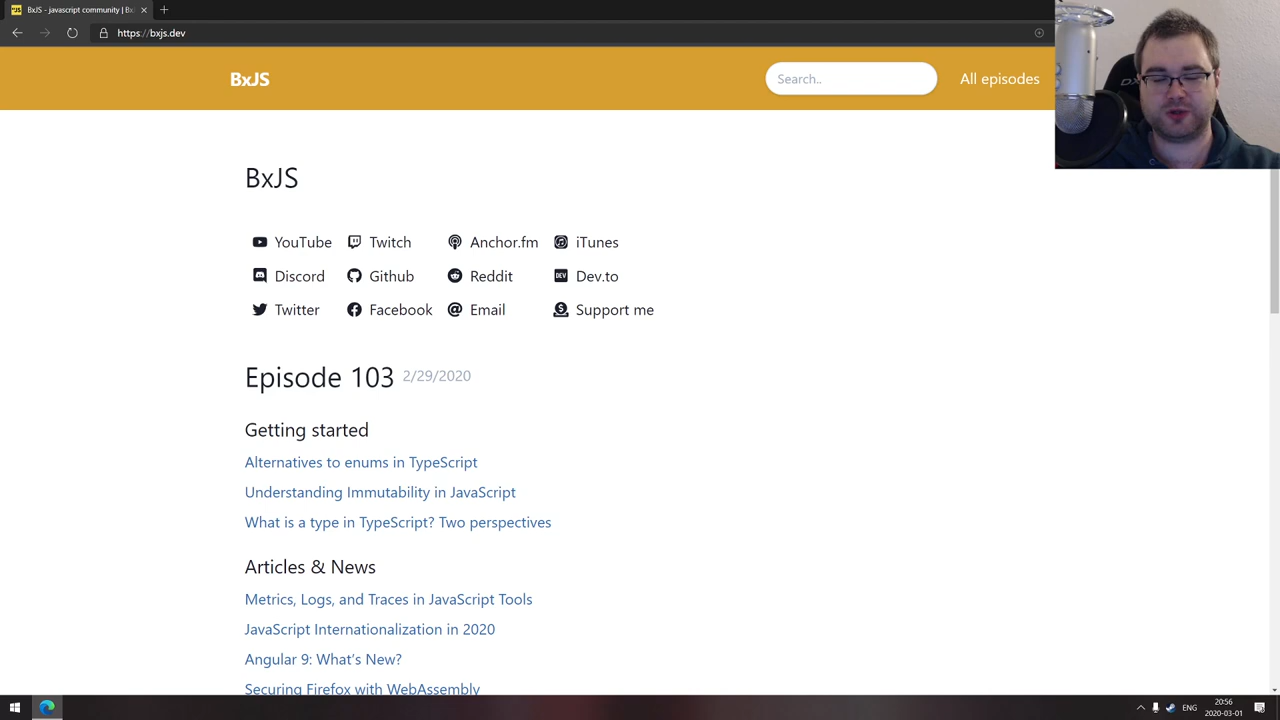 BxJS - javascript community | Bx
https://bxjs.dev
BxJS
Search..
All episodes
DX
BxJS
YouTube
Twitch
Anchor.fm
iTunes
Discord
Github
Reddit
DEV
Dev.to
Twitter
Facebook
Email
Support me
Episode 103 2/29/2020
Getting started
Alternatives to enums in TypeScript
Understanding Immutability in JavaScript
What is a type in TypeScript? Two perspectives
Articles & News
Metrics, Logs, and Traces in JavaScript Tools
JavaScript Internationalization in 2020
Angular 9: What's New?
Securing Firefox with WebAssembly
ENG
20:56
2020-03-01